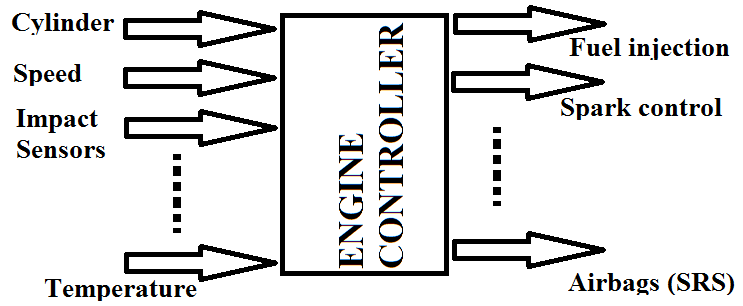 Cylinder
Speed
Impact
Sensors
Temperature
ENGINE
CONTROLLER
Fuel injection
Spark control
Airbags (SRS)